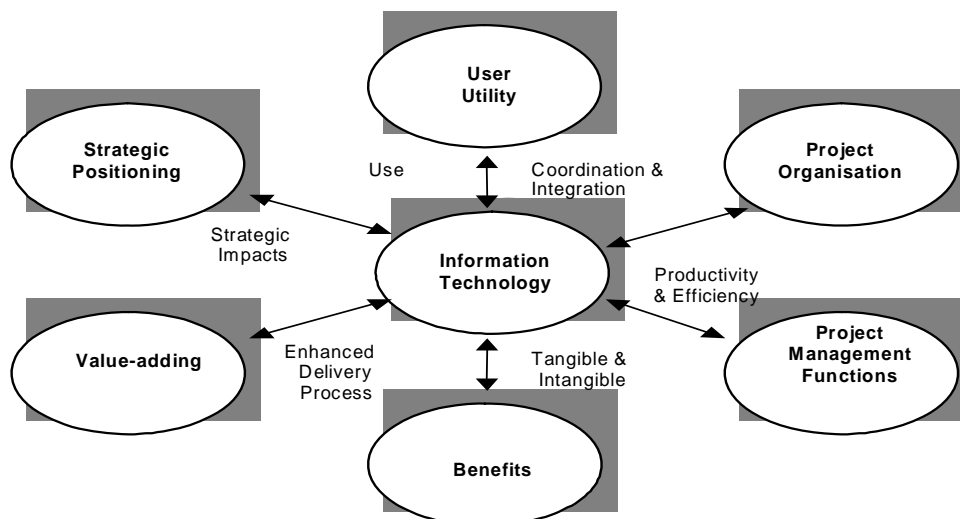 User
Utility
Strategic
Positioning
Project
Organisation
Use
Coordination &
Integration
Strategic
Impacts
Information
Technology
Productivity
& Efficiency
Value-adding
Enhanced
Delivery
Process
Tangible &
Intangible
Project
Management
Functions
Benefits